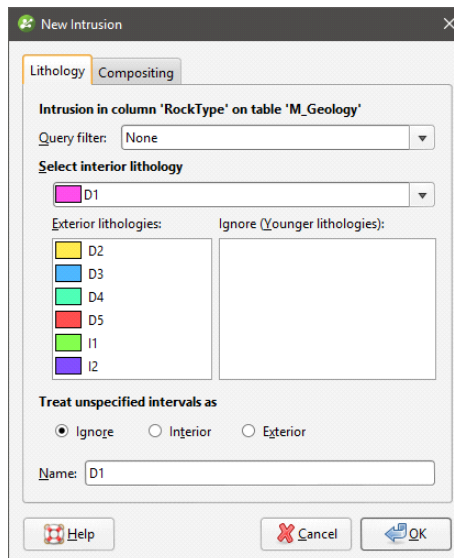 New Intrusion
Lithology Compositing
Intrusion in column 'RockType' on table 'M_Geology'
Query filter: None
Select interior lithology
D1
Exterior lithologies: Ignore (Younger lithologies):
D2
D3
D4
D5
I1
I2
Treat unspecified intervals as
Ignore Interior Exterior
Name: D1
Help Cancel OK